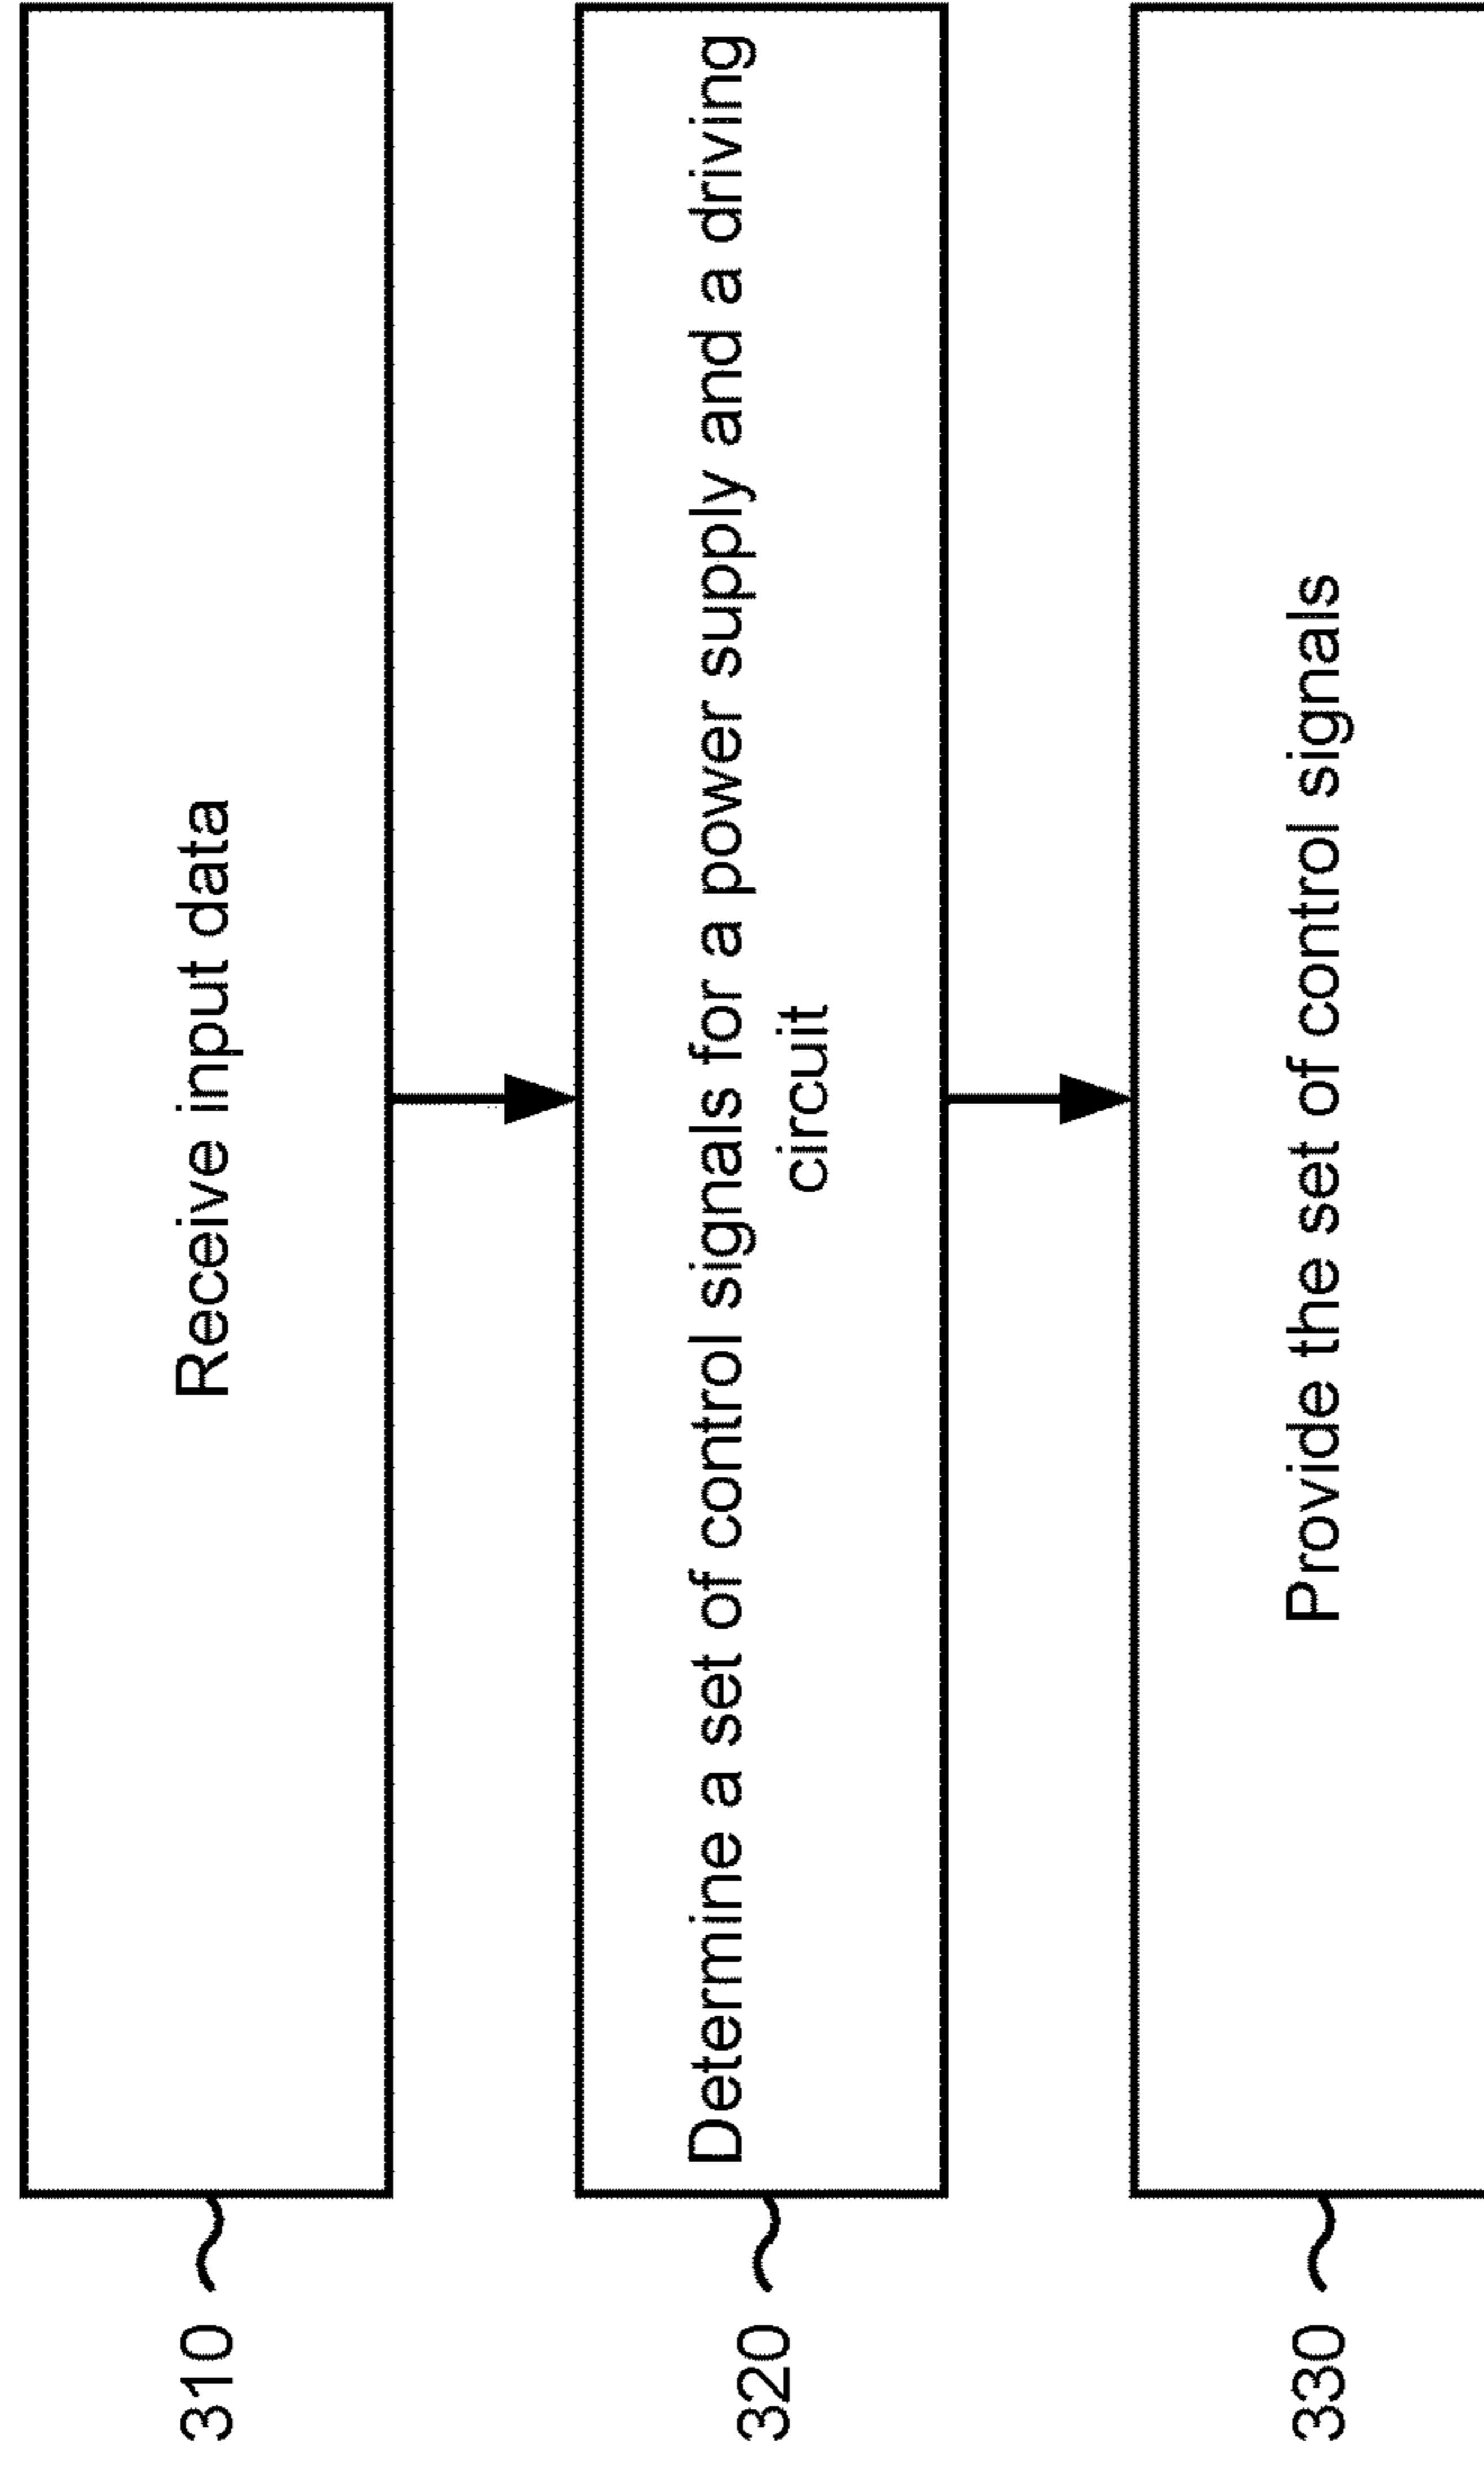 310
Receive input data
320
Determine a set of control signals for a power supply and a driving
circuit
330
Provide the set of control signals